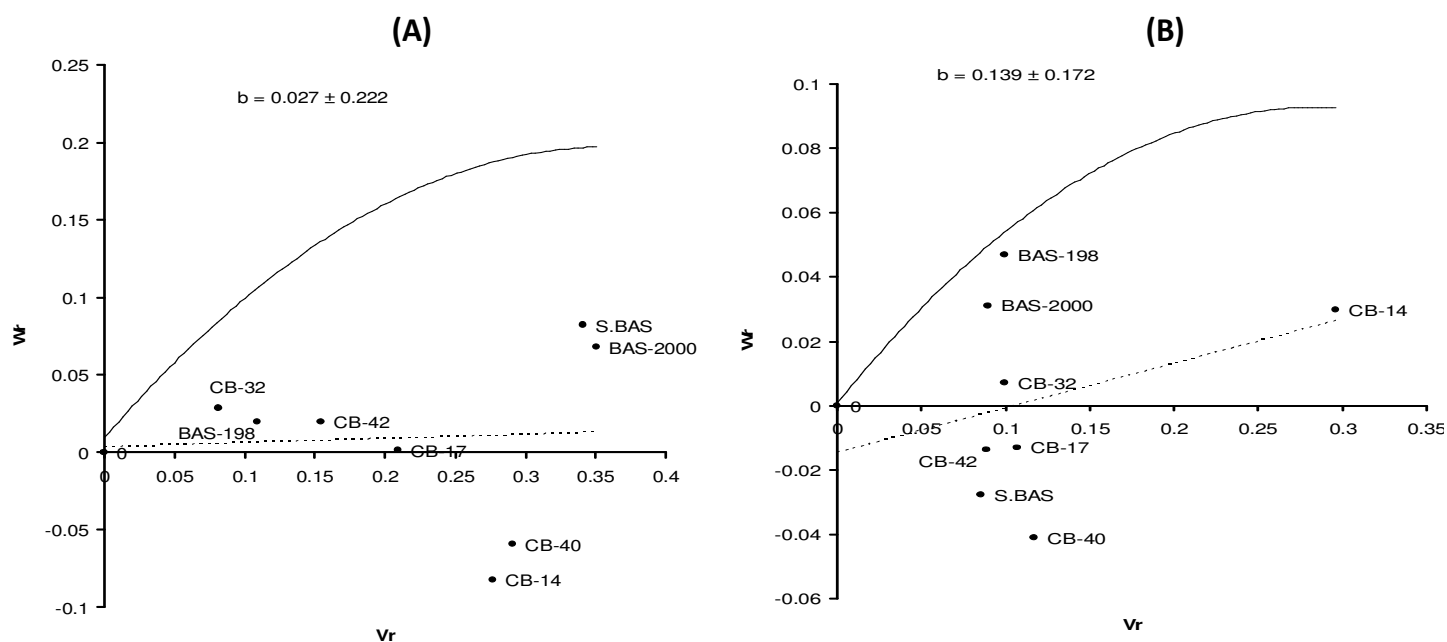 (A)
b = 0.027 ± 0.222
0.25
0.2
0.15
0.1
0.05
0
-0.05
-0.1
Wr
S.BAS
BAS-2000
CB-32
BAS-198
CB-42
CB-17
0
CB-40
CB-14
0 0.05 0.1 0.15 0.2 0.25 0.3 0.35 0.4
Vr
(B)
b = 0.139 ± 0.172
0.1
0.08
0.06
0.04
0.02
0
-0.02
-0.04
-0.06
Wr
BAS-198
BAS-2000
CB-14
CB-32
0
CB-42
CB-17
S.BAS
CB-40
0 0.05 0.1 0.15 0.2 0.25 0.3 0.35
Vr